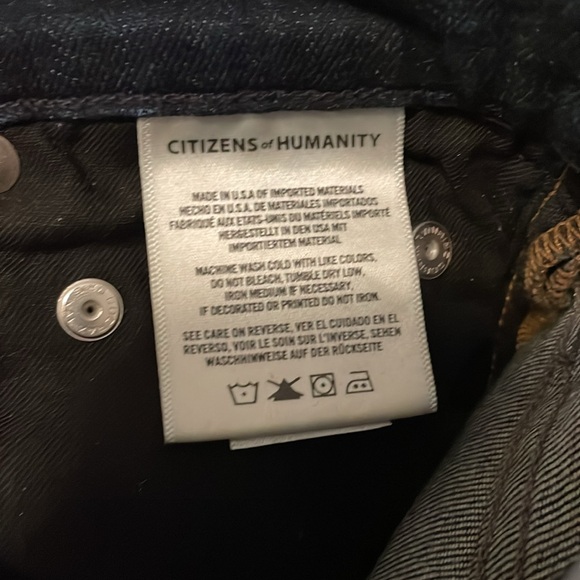 CITIZENS of HUMANITY
MADE IN U.S.A OF IMPORTED MATERIALS
HECHO EN U.S.A. DE MATERIALES IMPORTADOS
FABRIQUÉ AUX ETATS-UNIS DU MATÉRIELS IMPORTÉ
HERGESTELLT IN DEN USA MIT
IMPORTIERTEM MATERIAL
MACHINE WASH COLD WITH LIKE COLORS,
DO NOT BLEACH, TUMBLE DRY LOW,
IRON MEDIUM IF NECESSARY,
IF DECORATED OR PRINTED DO NOT IRON.
SEE CARE ON REVERSE, VER EL CUIDADO EN EL
REVERSO, VOIR LE SOIN SUR L'INVERSE, SEHEN
WASCHHINWEISE AUF DER RÜCKSEITE